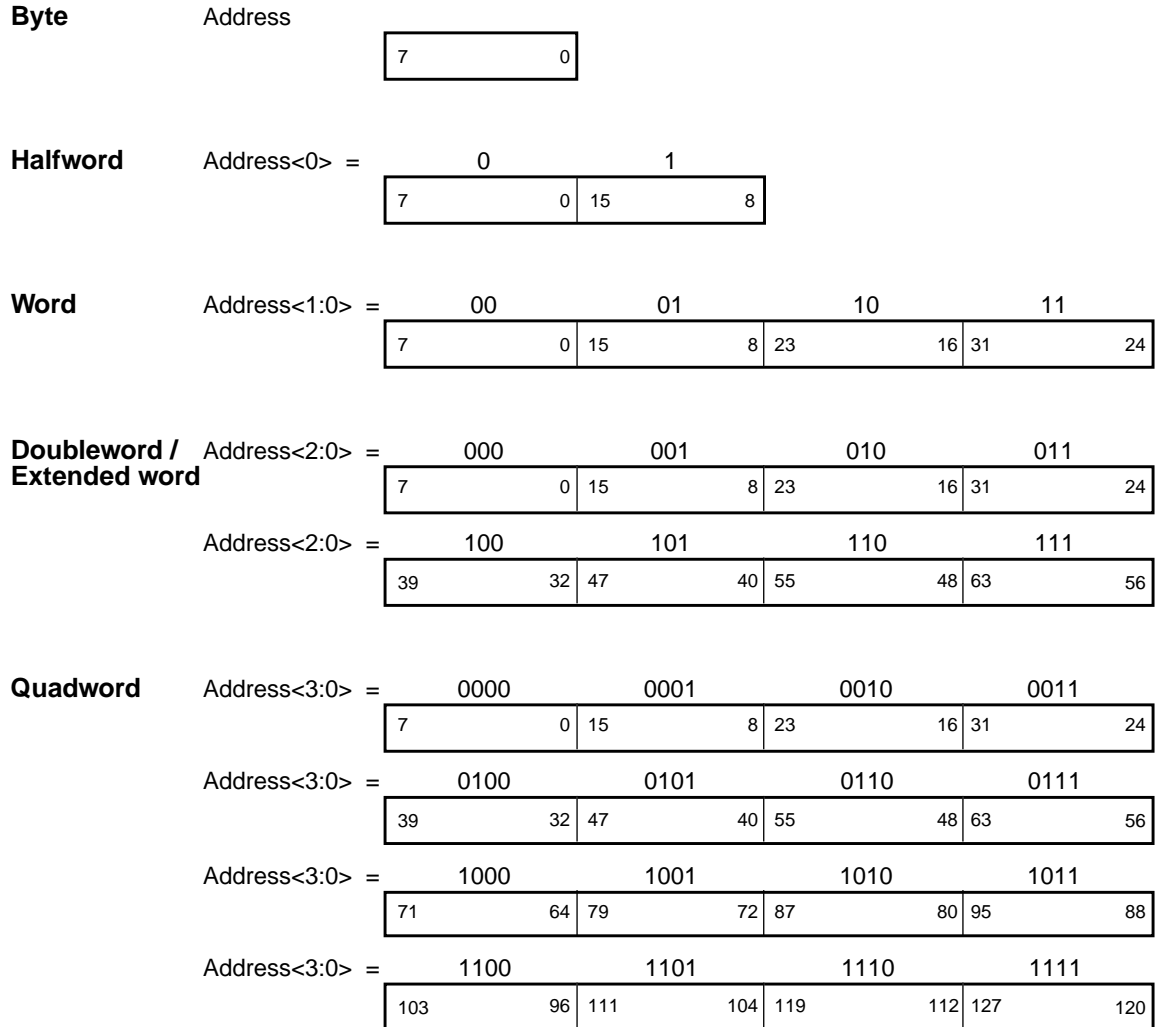 Byte Address
7 0
Halfword Address<0> = 0 1
7 0 15 8
Word Address<1:0> = 00 01 10 11
7 0 15 8 23 16 31 24
Doubleword / Address<2:0> = 000 001 010 011
Extended word
7 0 15 8 23 16 31 24
Address<2:0> = 100 101 110 111
39 32 47 40 55 48 63 56
Quadword Address<3:0> = 0000 0001 0010 0011
7 0 15 8 23 16 31 24
Address<3:0> = 0100 0101 0110 0111
39 32 47 40 55 48 63 56
Address<3:0> = 1000 1001 1010 1011
71 64 79 72 87 80 95 88
Address<3:0> = 1100 1101 1110 1111
103 96 111 104 119 112 127 120